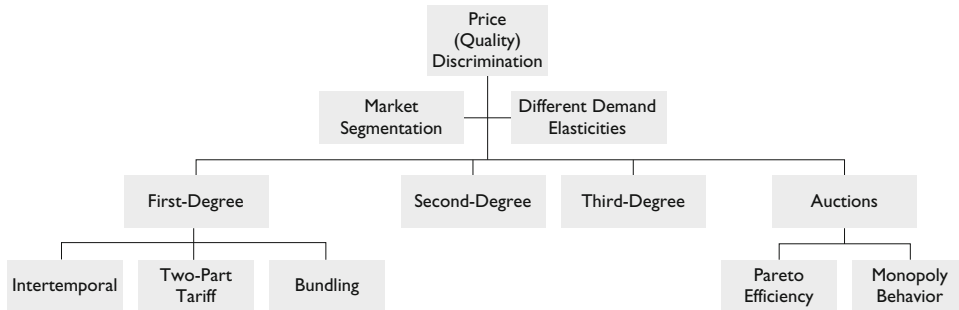 Price
(Quality)
Discrimination
Market
Segmentation
Different Demand
Elasticities
First-Degree
Second-Degree
Third-Degree
Auctions
Intertemporal
Two-Part
Tariff
Bundling
Pareto
Efficiency
Monopoly
Behavior